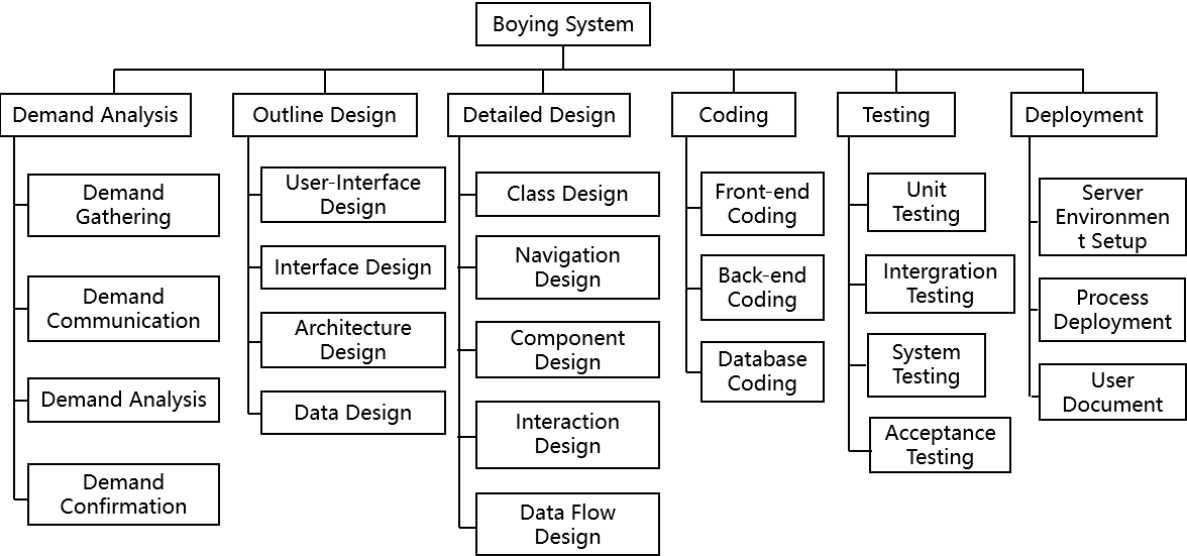 Boying System
Demand Analysis
Outline Design
Detailed Design
Coding
Testing
Deployment
Demand
Gathering
Demand
Communication
Demand Analysis
Demand
Confirmation
User-Interface
Design
Interface Design
Architecture
Design
Data Design
Class Design
Navigation
Design
Component
Design
Interaction
Design
Data Flow
Design
Front-end
Coding
Back-end
Coding
Database
Coding
Unit
Testing
Intergration
Testing
System
Testing
Acceptance
Testing
Server
Environmen
t Setup
Process
Deployment
User
Document